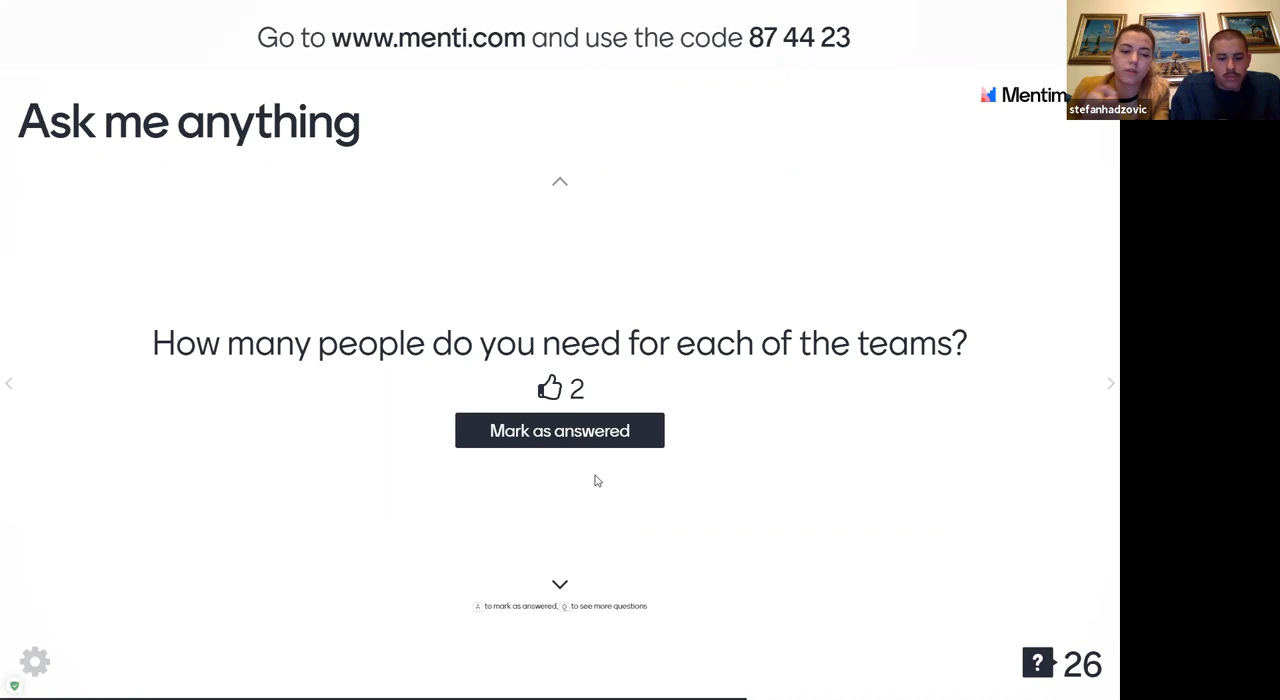 Go to www.menti.com and use the code 87 44 23
Mentim
stefanhadzovic
Ask me anything
How many people do you need for each of the teams?
2
Mark as answered
A to mark as answered, Q to see more questions
? 26